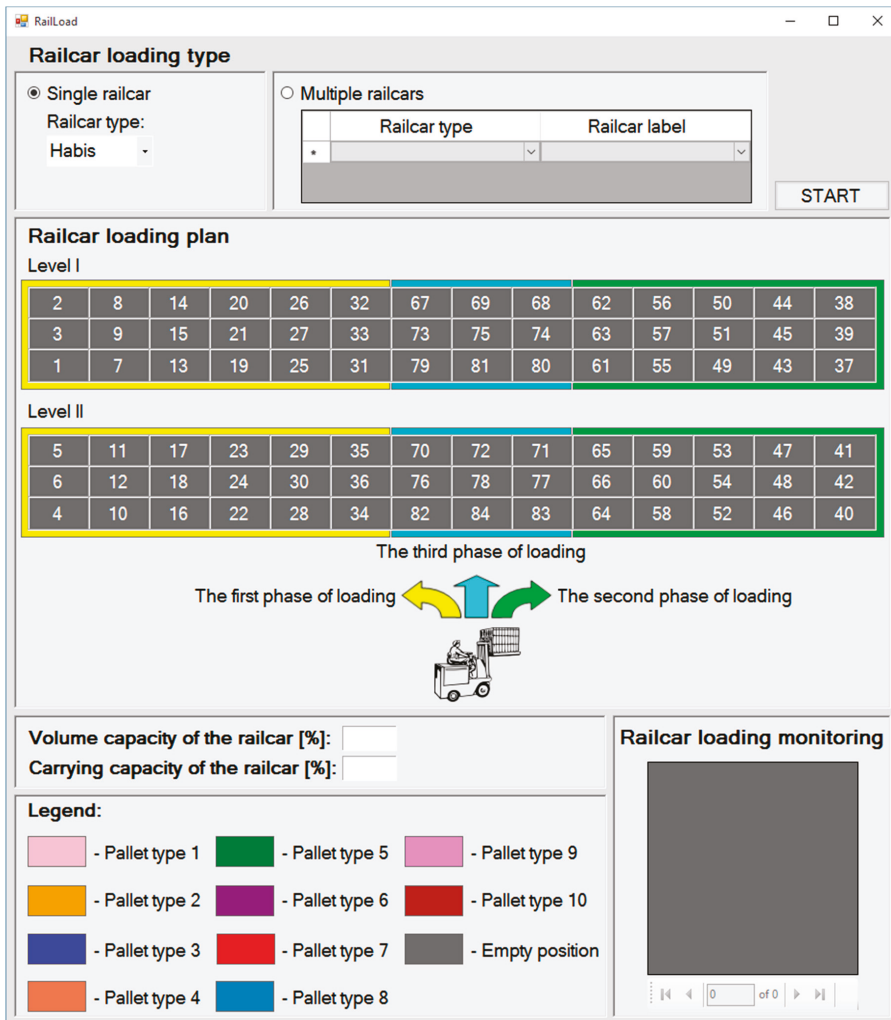 RailLoad
Railcar loading type
Single railcar
Railcar type:
Habis
Multiple railcars
Railcar type Railcar label
START
Railcar loading plan
Level I
2 8 14 20 26 32 67 69 68 62 56 50 44 38
3 9 15 21 27 33 73 75 74 63 57 51 45 39
1 7 13 19 25 31 79 81 80 61 55 49 43 37
Level II
5 11 17 23 29 35 70 72 71 65 59 53 47 41
6 12 18 24 30 36 76 78 77 66 60 54 48 42
4 10 16 22 28 34 82 84 83 64 58 52 46 40
The third phase of loading
The first phase of loading
The second phase of loading
Volume capacity of the railcar [%]:
Carrying capacity of the railcar [%]:
Railcar loading monitoring
0 of 0
Legend:
- Pallet type 1
- Pallet type 2
- Pallet type 3
- Pallet type 4
- Pallet type 5
- Pallet type 6
- Pallet type 7
- Pallet type 8
- Pallet type 9
- Pallet type 10
- Empty position